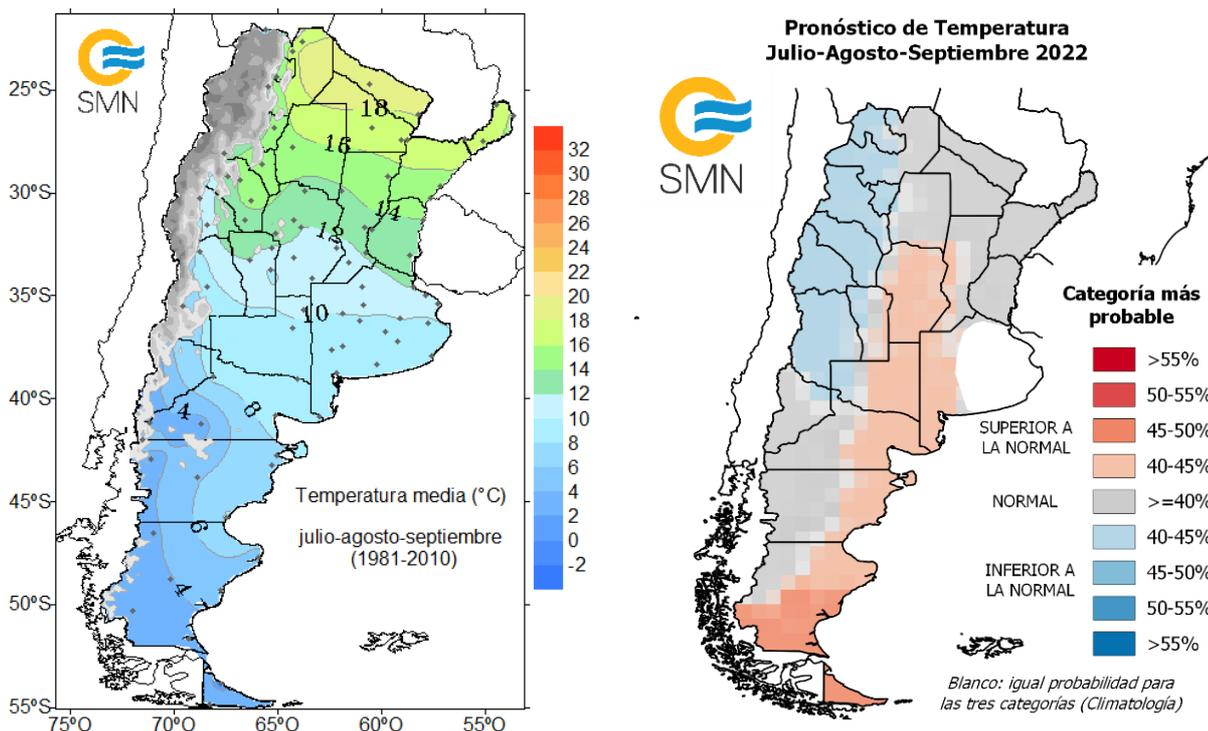 SMN
25°S
30°S
35°S
40°S
45°S
50°S
55°S
75°O
70°O
65°O
60°O
55°O
18
16
14
12
10
8
4
6
4
32
30
28
26
24
22
20
18
16
14
12
10
8
6
4
2
0
-2
Temperatura media (°C)
julio-agosto-septiembre
(1981-2010)
Pronóstico de Temperatura
Julio-Agosto-Septiembre 2022
SMN
Categoría más
probable
>55%
50-55%
SUPERIOR A
LA NORMAL
45-50%
40-45%
NORMAL
>=40%
40-45%
INFERIOR A
LA NORMAL
45-50%
50-55%
>55%
Blanco: igual probabilidad para
las tres categorías (Climatología)